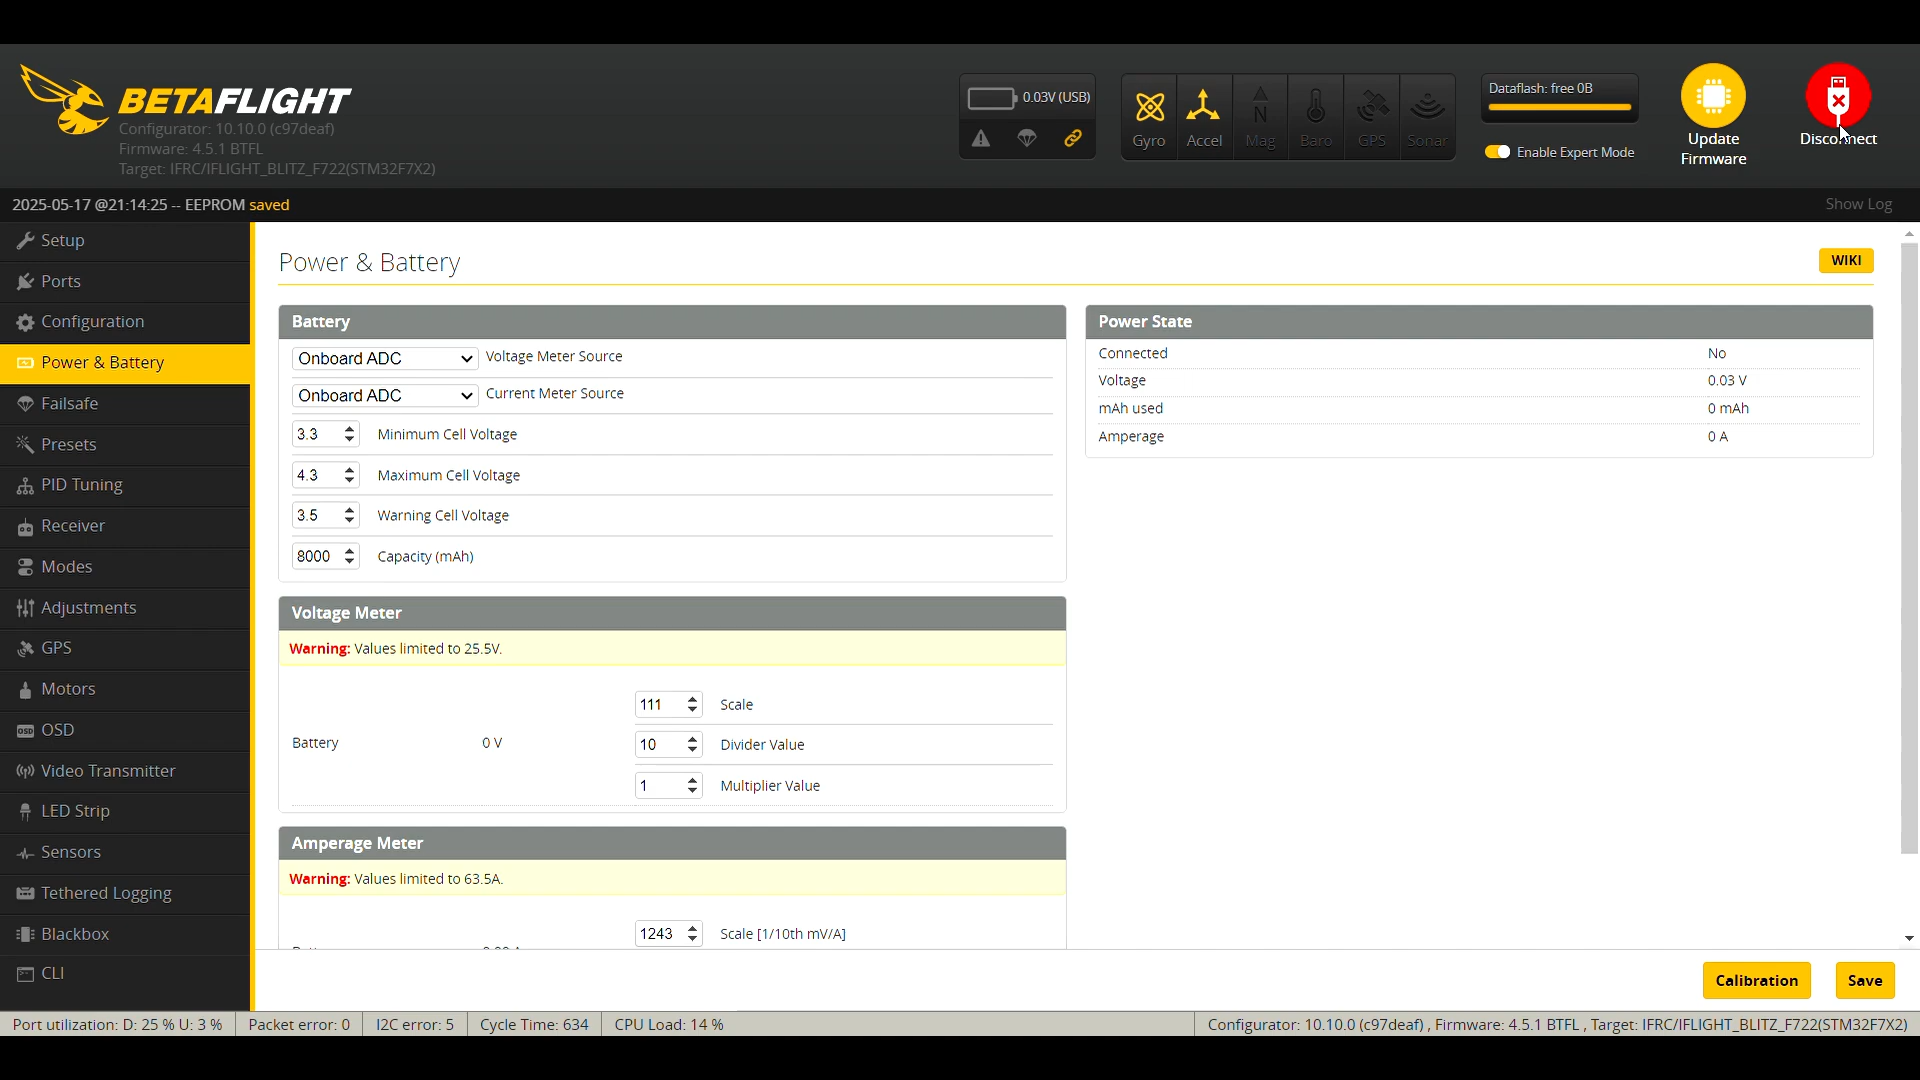 BETAFLIGHT
Configurator: 10.10.0 (c97deaf)
Firmware: 4.5.1 BTFL
Target: IFRC/IFLIGHT_BLITZ_F722(STM32F7X2)
0.03V (USB)
Gyro
Accel
Mag
Baro
GPS
Sonar
Dataflash: free 0B
Enable Expert Mode
Update
Firmware
Disconnect
2025-05-17 @21:14:25 -- EEPROM saved
Show Log
Setup
Ports
Configuration
Power & Battery
Failsafe
Presets
PID Tuning
Receiver
Modes
Adjustments
GPS
Motors
OSD
Video Transmitter
LED Strip
Sensors
Tethered Logging
Blackbox
CLI
Power & Battery
WIKI
Battery
Onboard ADC Voltage Meter Source
Onboard ADC Current Meter Source
3.3 Minimum Cell Voltage
4.3 Maximum Cell Voltage
3.5 Warning Cell Voltage
8000 Capacity (mAh)
Power State
Connected No
Voltage 0.03 V
mAh used 0 mAh
Amperage 0 A
Voltage Meter
Warning: Values limited to 25.5V.
111 Scale
Battery 0 V 10 Divider Value
1 Multiplier Value
Amperage Meter
Warning: Values limited to 63.5A.
1243 Scale [1/10th mV/A]
Calibration
Save
Port utilization: D: 25 % U: 3 %
Packet error: 0
I2C error: 5
Cycle Time: 634
CPU Load: 14 %
Configurator: 10.10.0 (c97deaf) , Firmware: 4.5.1 BTFL , Target: IFRC/IFLIGHT_BLITZ_F722(STM32F7X2)